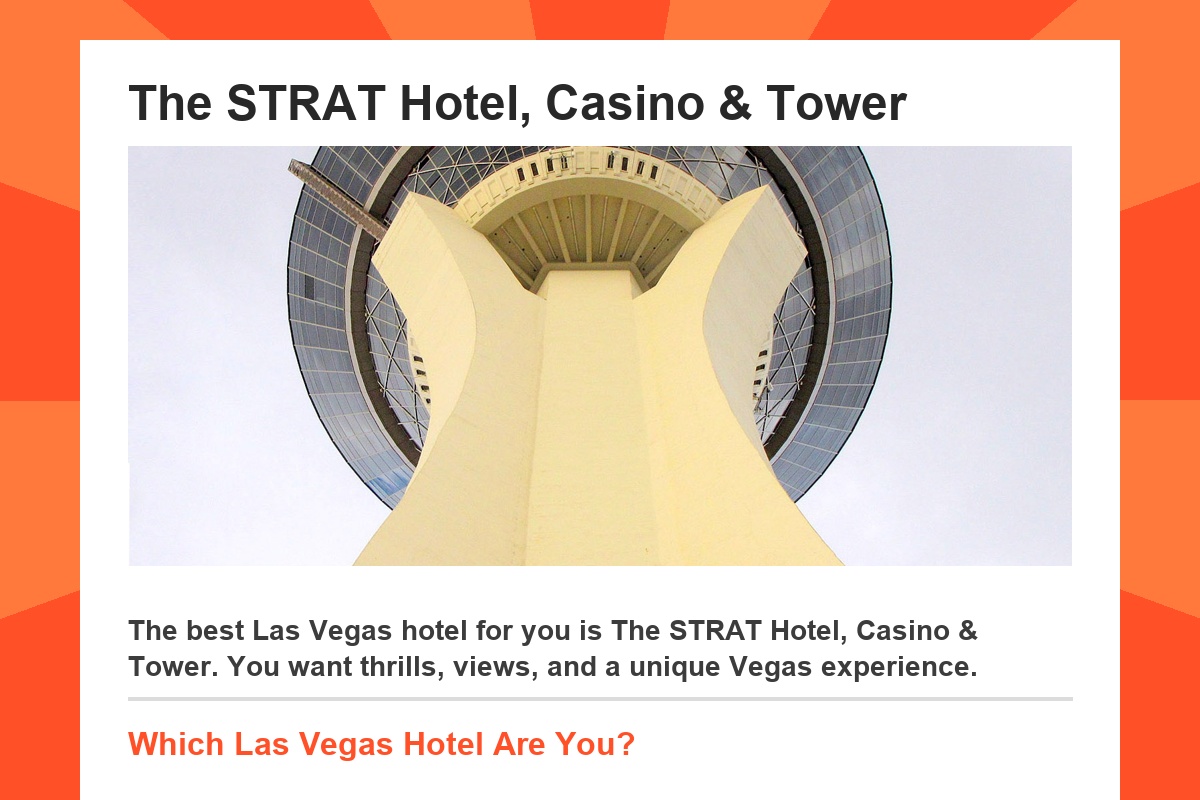 The STRAT Hotel, Casino & Tower
The best Las Vegas hotel for you is The STRAT Hotel, Casino &
Tower. You want thrills, views, and a unique Vegas experience.
Which Las Vegas Hotel Are You?